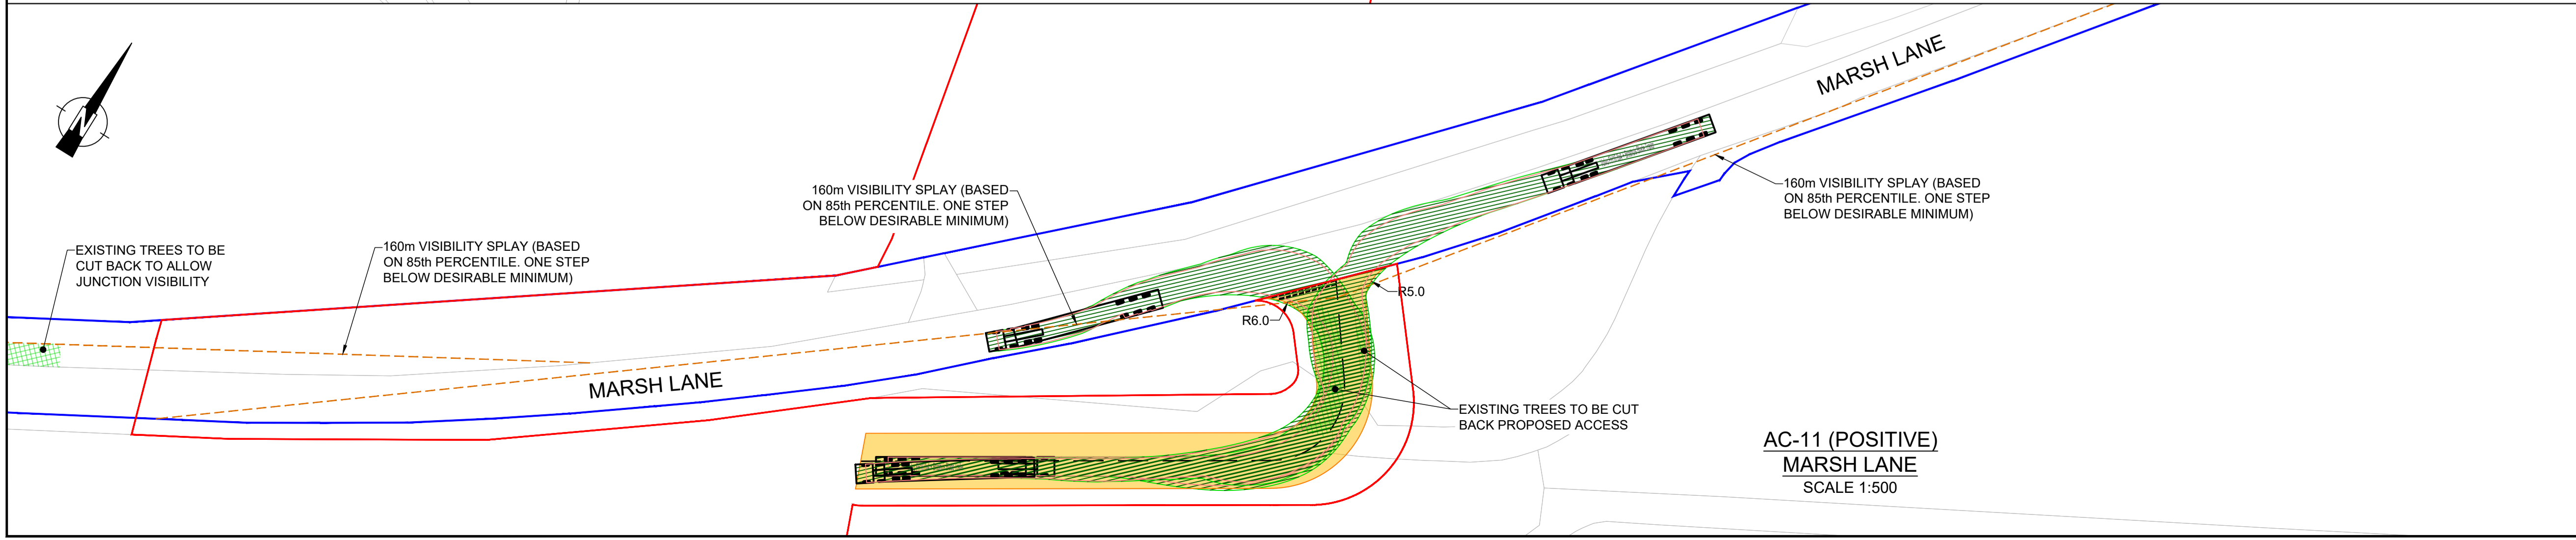 MARSH LANE
160m VISIBILITY SPLAY (BASED
ON 85th PERCENTILE. ONE STEP
BELOW DESIRABLE MINIMUM)
160m VISIBILITY SPLAY (BASED
ON 85th PERCENTILE. ONE STEP
BELOW DESIRABLE MINIMUM)
EXISTING TREES TO BE
CUT BACK TO ALLOW
JUNCTION VISIBILITY
160m VISIBILITY SPLAY (BASED
ON 85th PERCENTILE. ONE STEP
BELOW DESIRABLE MINIMUM)
R5.0
R6.0
MARSH LANE
EXISTING TREES TO BE CUT
BACK PROPOSED ACCESS
AC-11 (POSITIVE)
MARSH LANE
SCALE 1:500
N